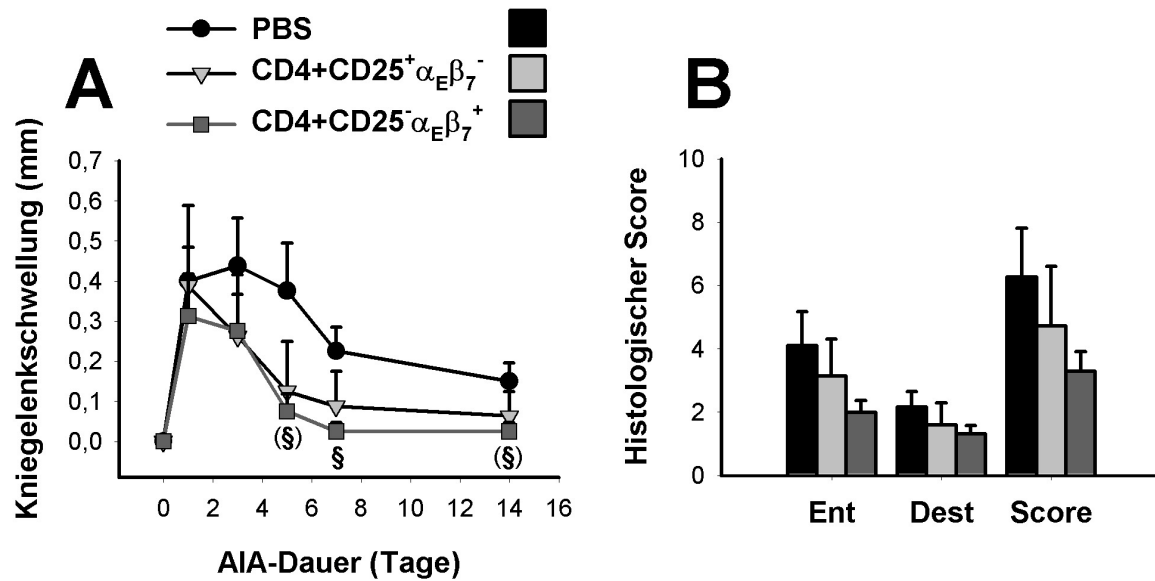 PBS
CD4+CD25⁺αEβ₇⁻
CD4+CD25⁻αEβ₇⁺
A
Kniegelenkschwellung (mm)
0,7
0,6
0,5
0,4
0,3
0,2
0,1
0,0
(§)
§
(§)
0 2 4 6 8 10 12 14 16
AIA-Dauer (Tage)
B
Histologischer Score
10
8
6
4
2
0
Ent Dest Score